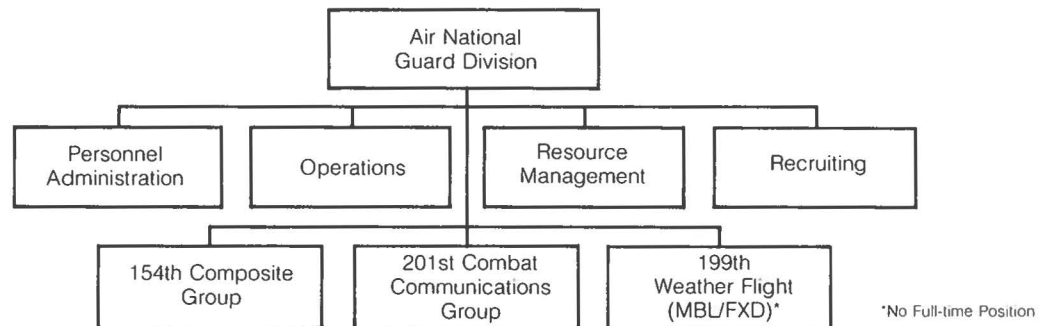 Air National
Guard Division
Personnel
Administration
Operations
Resource
Management
Recruiting
154th Composite
Group
201st Combat
Communications
Group
199th
Weather Flight
(MBL/FXD)*
*No Full-time Position